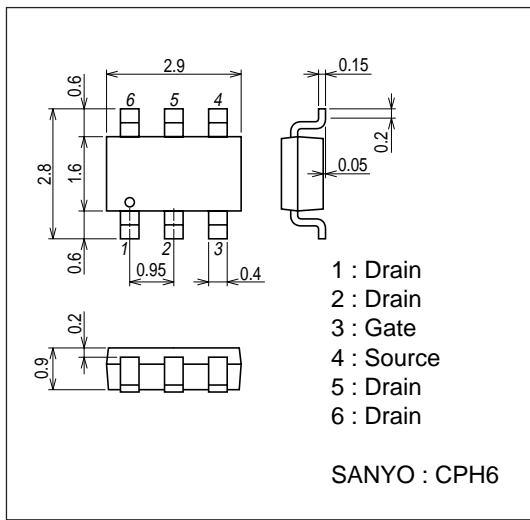 2.9
0.15
0.6
6
5
4
0.2
2.8
1.6
0.05
0.6
1
2
3
0.95
0.4
0.2
0.9
1 : Drain
2 : Drain
3 : Gate
4 : Source
5 : Drain
6 : Drain
SANYO : CPH6